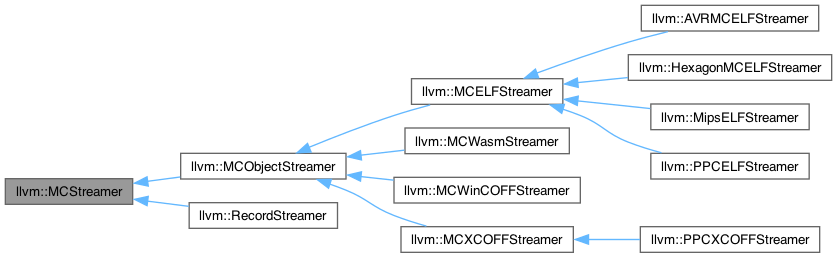 llvm::AVRMCELFStreamer
llvm::HexagonMCELFStreamer
llvm::MCELFStreamer
llvm::MipsELFStreamer
llvm::MCWasmStreamer
llvm::PPCELFStreamer
llvm::MCObjectStreamer
llvm::MCStreamer
llvm::MCWinCOFFStreamer
llvm::RecordStreamer
llvm::MCXCOFFStreamer
llvm::PPCXCOFFStreamer